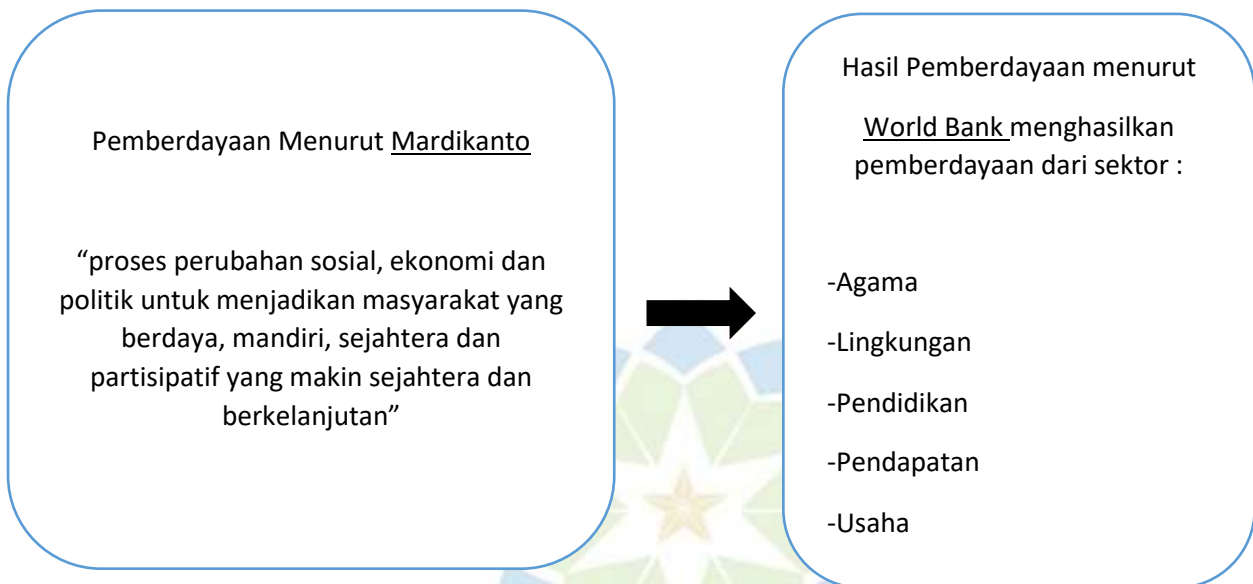 Pemberdayaan Menurut Mardikanto
“proses perubahan sosial, ekonomi dan
politik untuk menjadikan masyarakat yang
berdaya, mandiri, sejahtera dan
partisipatif yang makin sejahtera dan
berkelanjutan”
Hasil Pemberdayaan menurut
World Bank menghasilkan
pemberdayaan dari sektor :
-Agama
-Lingkungan
-Pendidikan
-Pendapatan
-Usaha